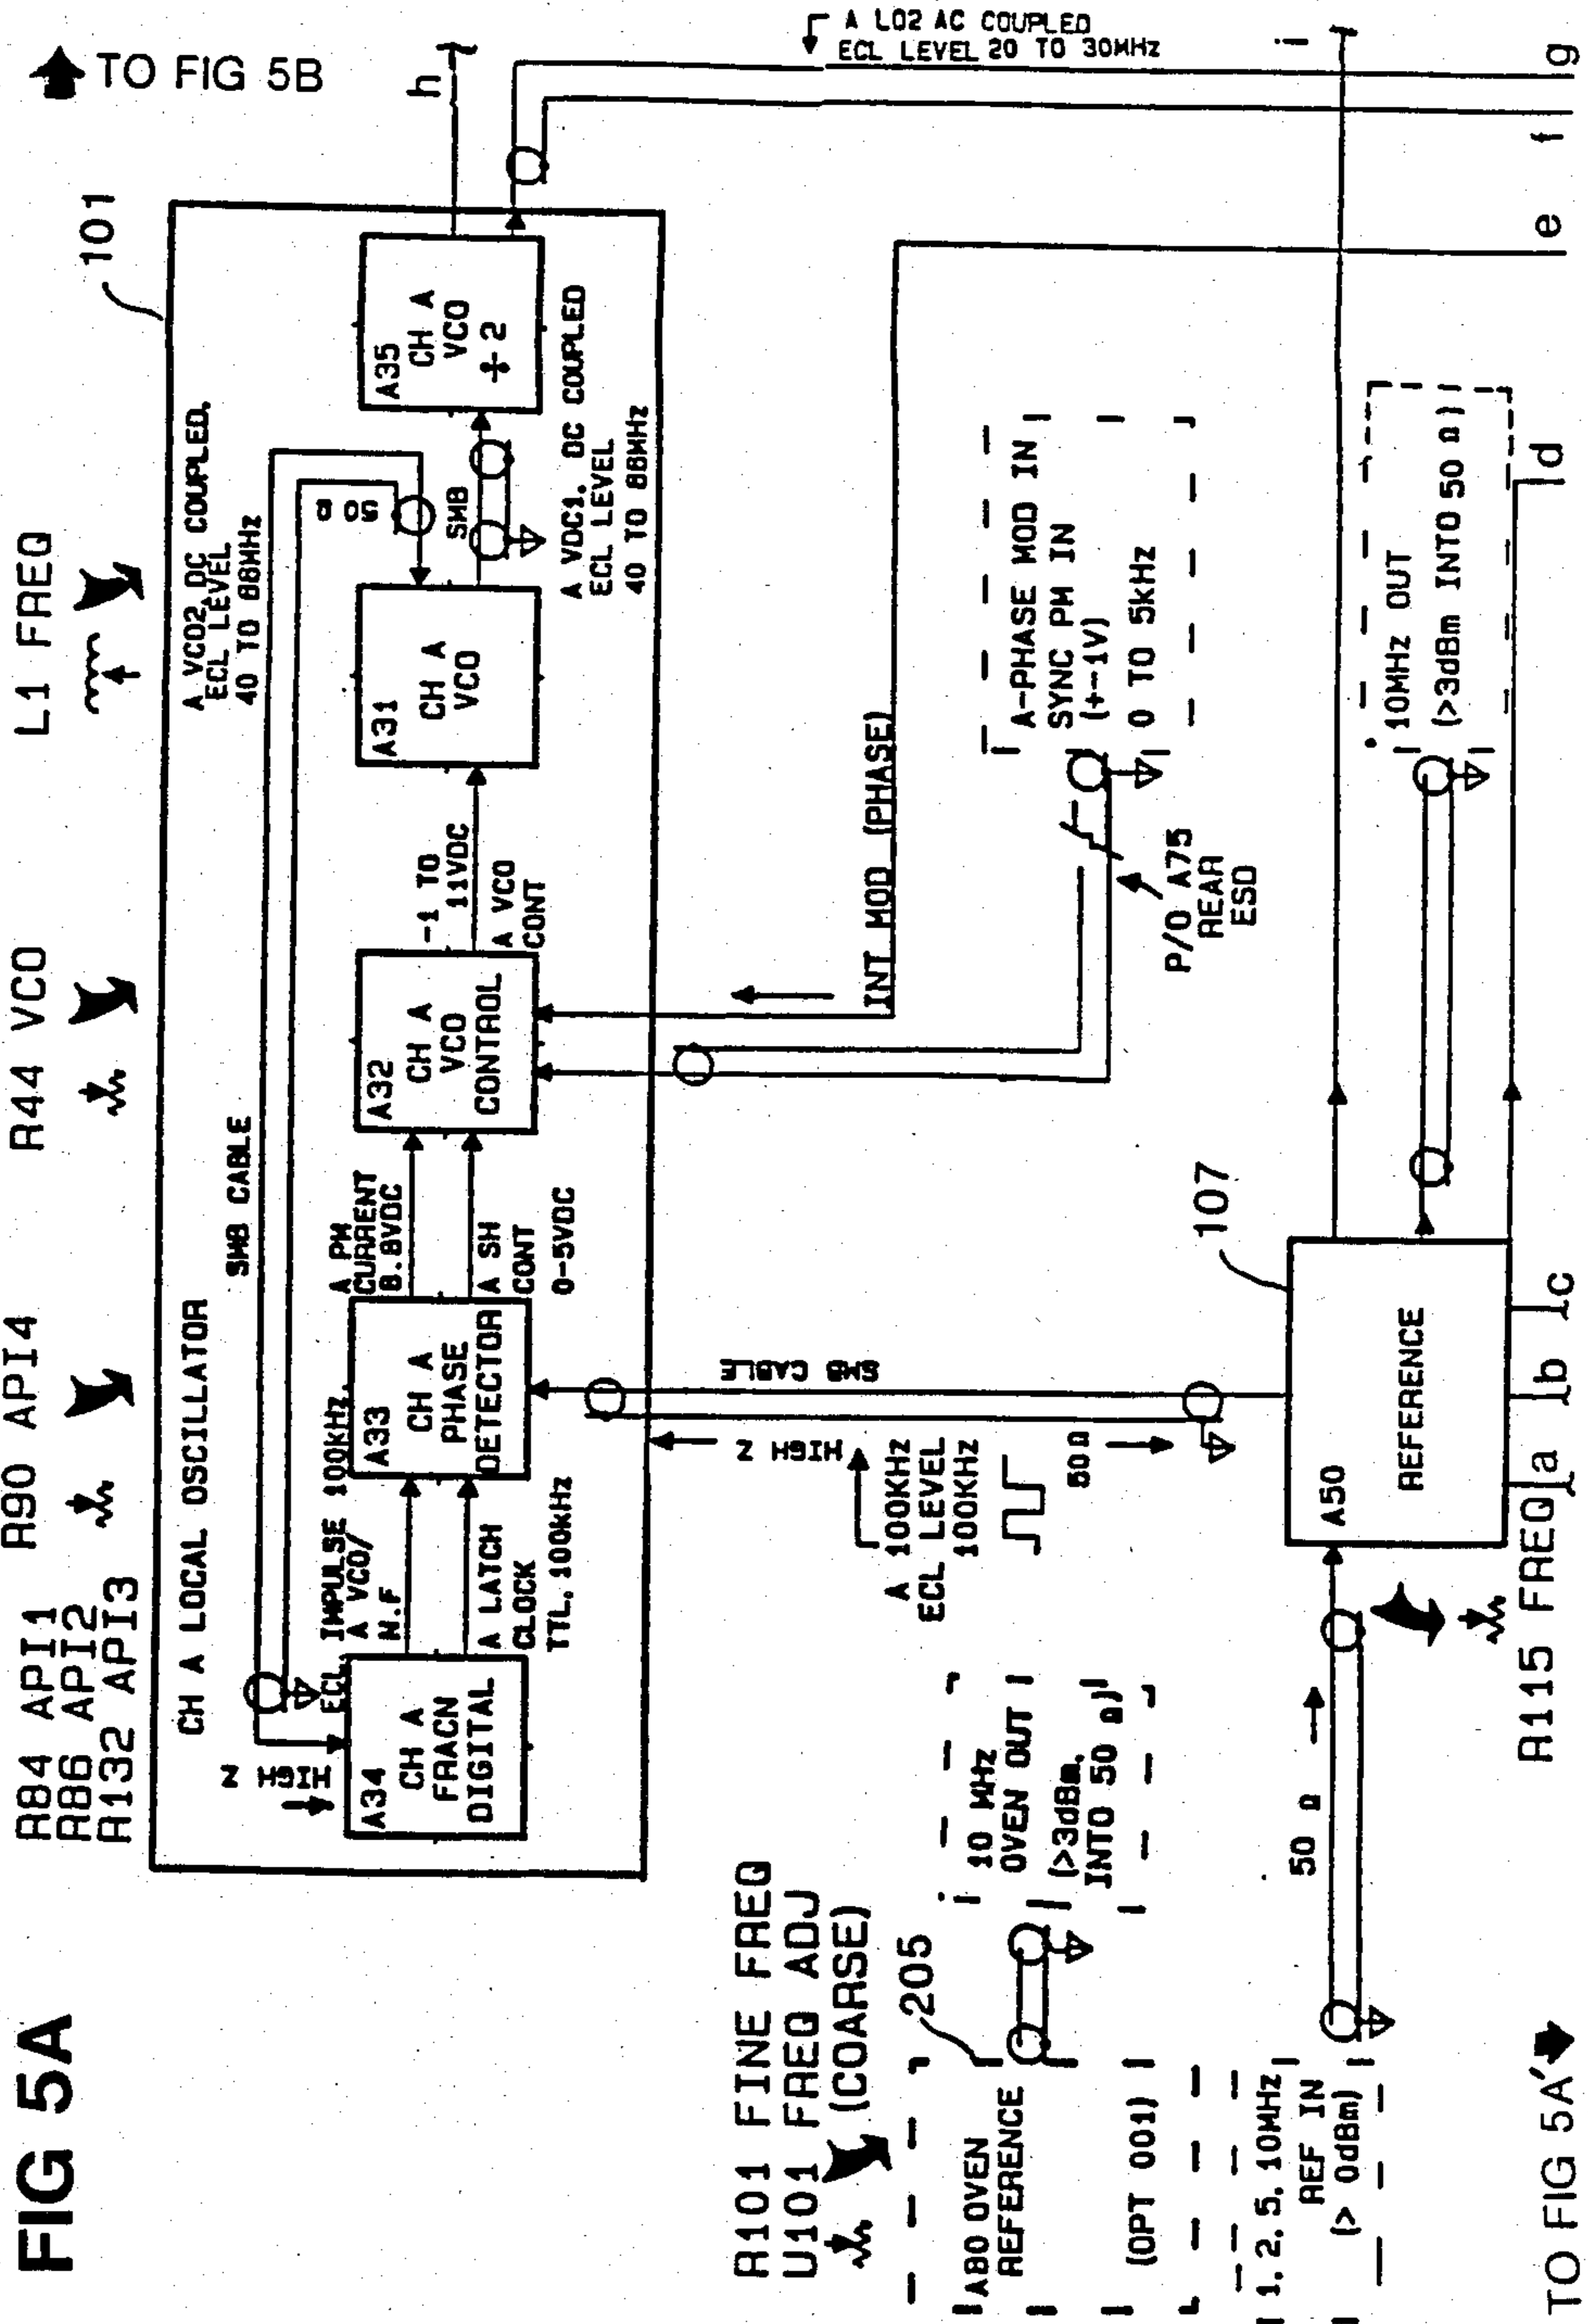 FIG 5A
R84 API1
R86 API2
R132 API3
R90 API4
R44 VCO
L1 FREQ
TO FIG 5B
101
CH A LOCAL OSCILLATOR
SMB CABLE
A VCO2 DC COUPLED,
ECL LEVEL
40 TO 88MHz
HIGH Z
A34
CH A
FRACN
DIGITAL
ECL IMPULSE 100kHz.
A VCO/
N.F
A LATCH
CLOCK
TTL, 100kHz
A33
CH A
PHASE
DETECTOR
A PM
CURRENT
8.8VDC
A SH
CONT
0-5VDC
A32
CH A
VCO
CONTROL
-1 TO
11VDC
A VCO
CONT
A31
CH A
VCO
50 Ω
SMB
A VDC1. DC COUPLED
ECL LEVEL
40 TO 88MHz
A35
CH A
VCO
÷2
h
A LO2 AC COUPLED
ECL LEVEL 20 TO 30MHz
R101 FINE FREQ
U101 FREQ ADJ
(COARSE)
205
A80 OVEN
REFERENCE
(OPT 001)
10 MHz
OVEN OUT
(>3dBm,
INTO 50 Ω)
HIGH Z
A 100KHz
ECL LEVEL
100KHz
50Ω
SMB CABLE
INT MOD (PHASE)
P/O A75
REAR
ESD
A-PHASE MOD IN
SYNC PM IN
(+-1V)
0 TO 5kHz
1, 2, 5, 10MHz
REF IN
(> 0dBm)
50 Ω
R115 FREQ
107
A50
REFERENCE
10MHz OUT
(>3dBm INTO 50 Ω)
i
TO FIG 5A'
a
b
c
d
e
f
g